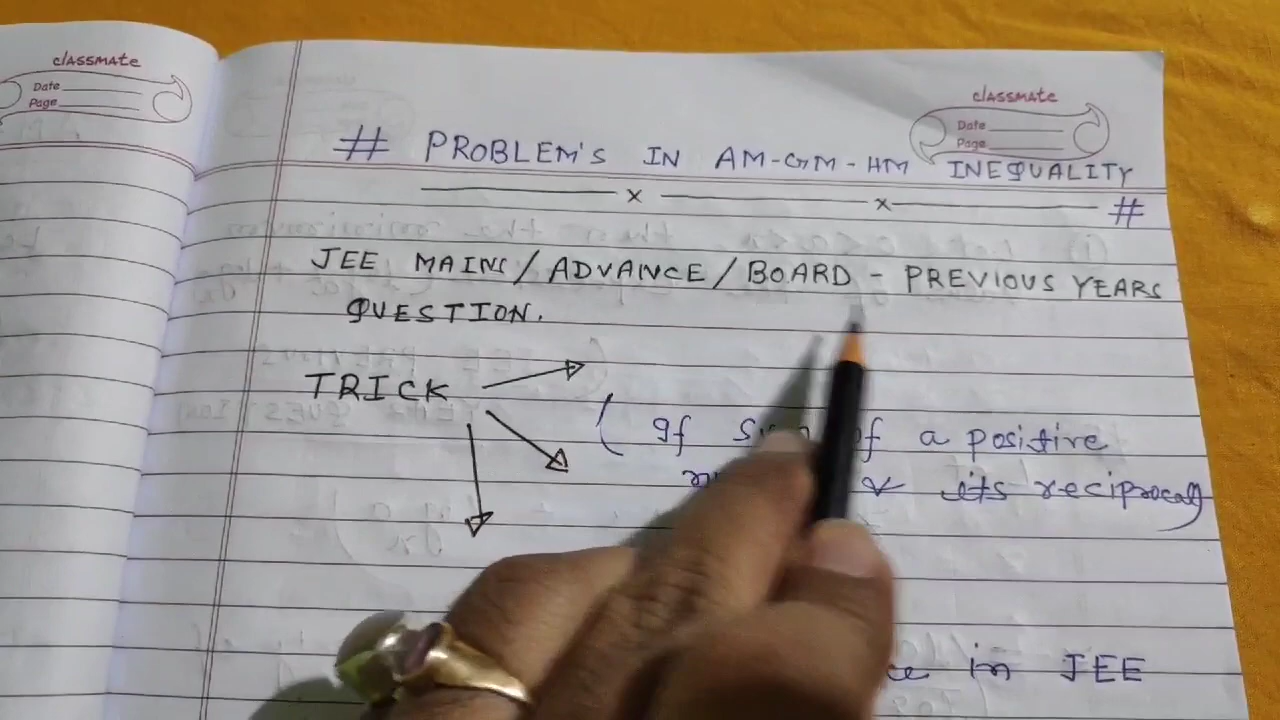 classmate
Date
Page
classmate
Date
Page
# PROBLEM'S IN AM-GM-HM INEQUALITY #
JEE MAINS/ADVANCE/BOARD - PREVIOUS YEARS
QUESTION.
TRICK
( If of a positive
& its reciprocal)
in JEE